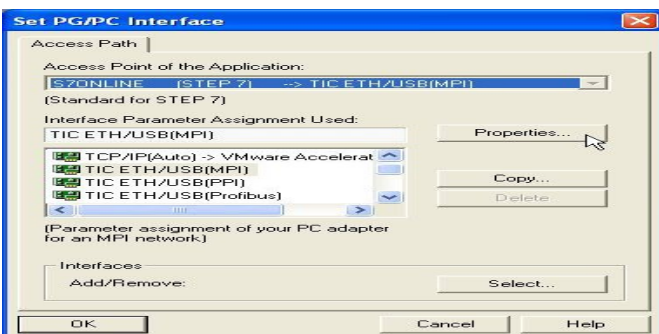 Set PG/PC Interface
Access Path
Access Point of the Application:
S7ONLINE (STEP 7) --> TIC ETH/USB(MPI)
(Standard for STEP 7)
Interface Parameter Assignment Used:
TIC ETH/USB(MPI)
Properties...
TCP/IP(Auto) -> VMware Accelerat
TIC ETH/USB(MPI)
TIC ETH/USB(PPI)
TIC ETH/USB(Profibus)
Copy...
Delete
(Parameter assignment of your PC adapter
for an MPI network)
Interfaces
Add/Remove:
Select...
OK
Cancel
Help